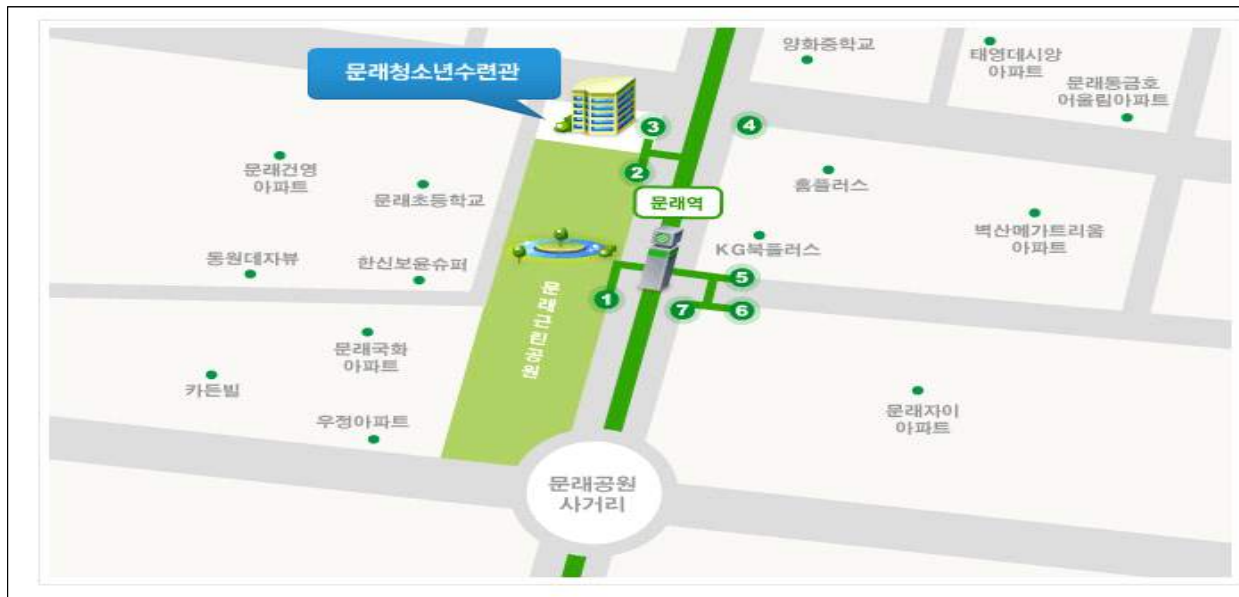 양화중학교
태영데시앙
아파트
문래청소년수련관
문래동금호
어울림아파트
3
4
문래건영
아파트
2
홈플러스
문래초등학교
문래역
벽산메가트리움
아파트
KG북플러스
동원데자뷰
한신보윤슈퍼
5
1
7
6
문래근린공원
문래국화
아파트
카든빌
문래자이
아파트
우정아파트
문래공원
사거리